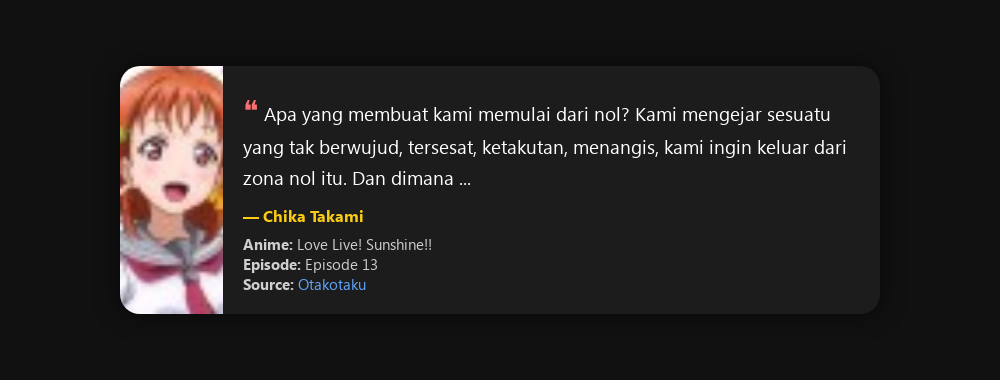 ❝ Apa yang membuat kami memulai dari nol? Kami mengejar sesuatu
yang tak berwujud, tersesat, ketakutan, menangis, kami ingin keluar dari
zona nol itu. Dan dimana ...
— Chika Takami
Anime: Love Live! Sunshine!!
Episode: Episode 13
Source: Otakotaku